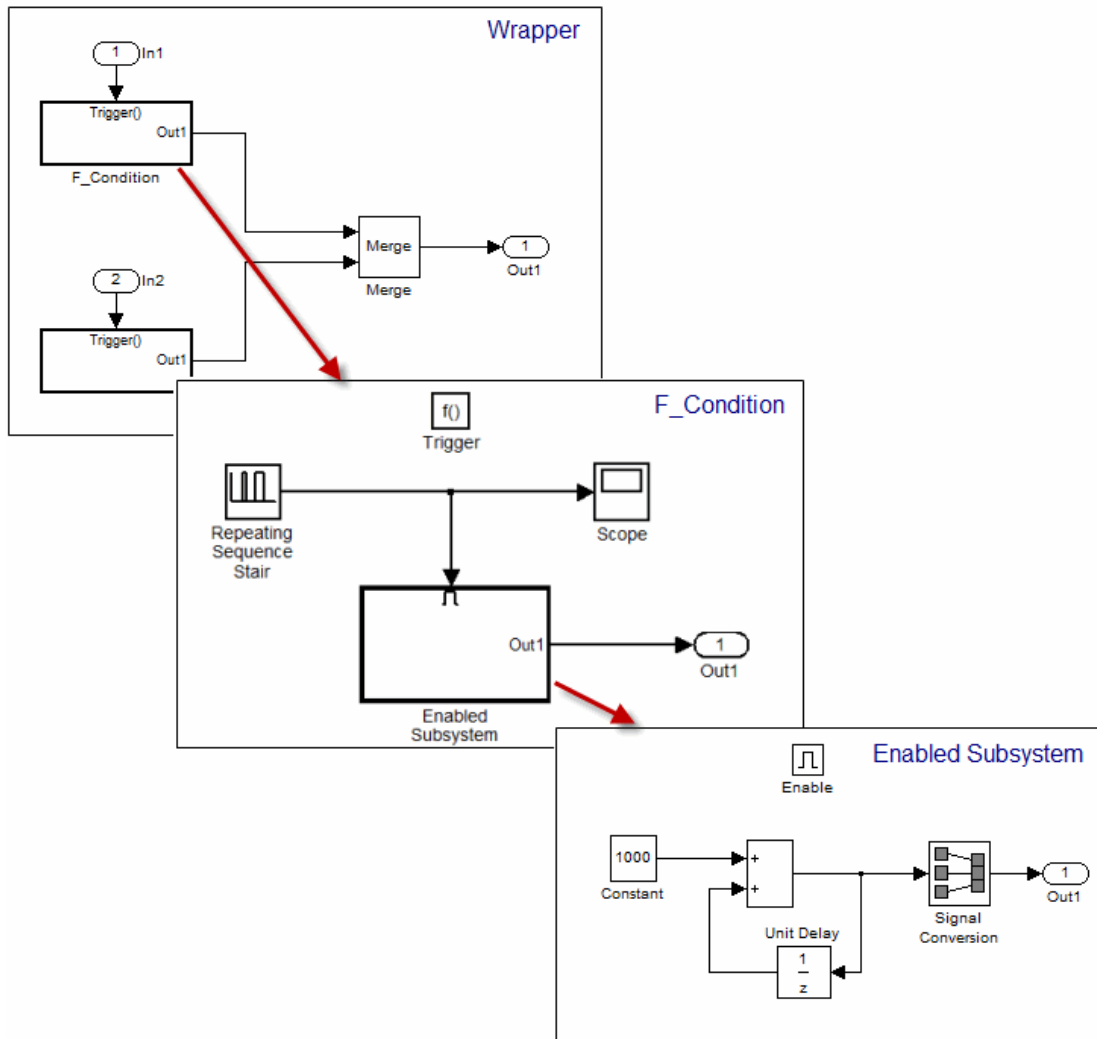 Wrapper
1
In1
Trigger()
Out1
F_Condition
Merge
Merge
1
Out1
2
In2
Trigger()
Out1
F_Condition
f()
Trigger
Repeating
Sequence
Stair
Scope
Out1
1
Out1
Enabled
Subsystem
Enabled Subsystem
Enable
1000
Constant
+
+
Unit Delay
1
z
Signal
Conversion
1
Out1